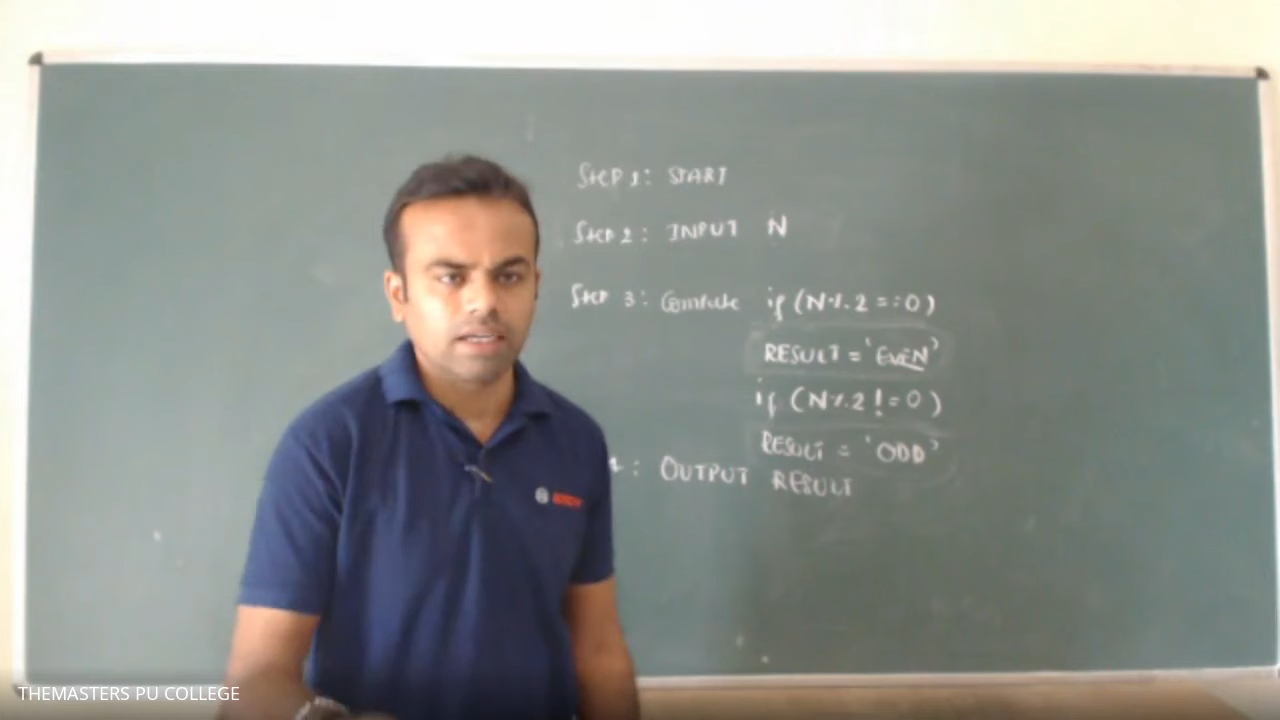 STEP 1: START
STEP 2: INPUT N
STEP 3: Compute if (N%2==0)
RESULT = 'EVEN'
if (N%2!=0)
RESULT = 'ODD'
: OUTPUT RESULT
BOSCH
THEMASTERS PU COLLEGE